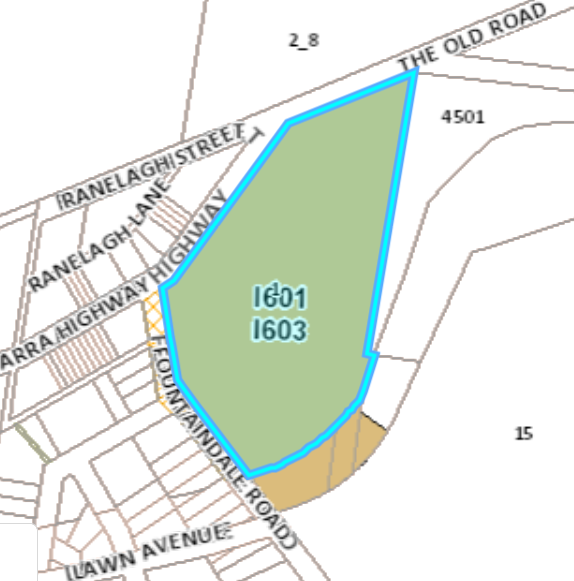 THE OLD ROAD
2_8
4501
RANELAGH STREET
RANELAGH LANE
ARRA HIGHWAY
HIGHWAY
1
I601
I603
FOUNTAINDALE ROAD
15
LAWN AVENUE